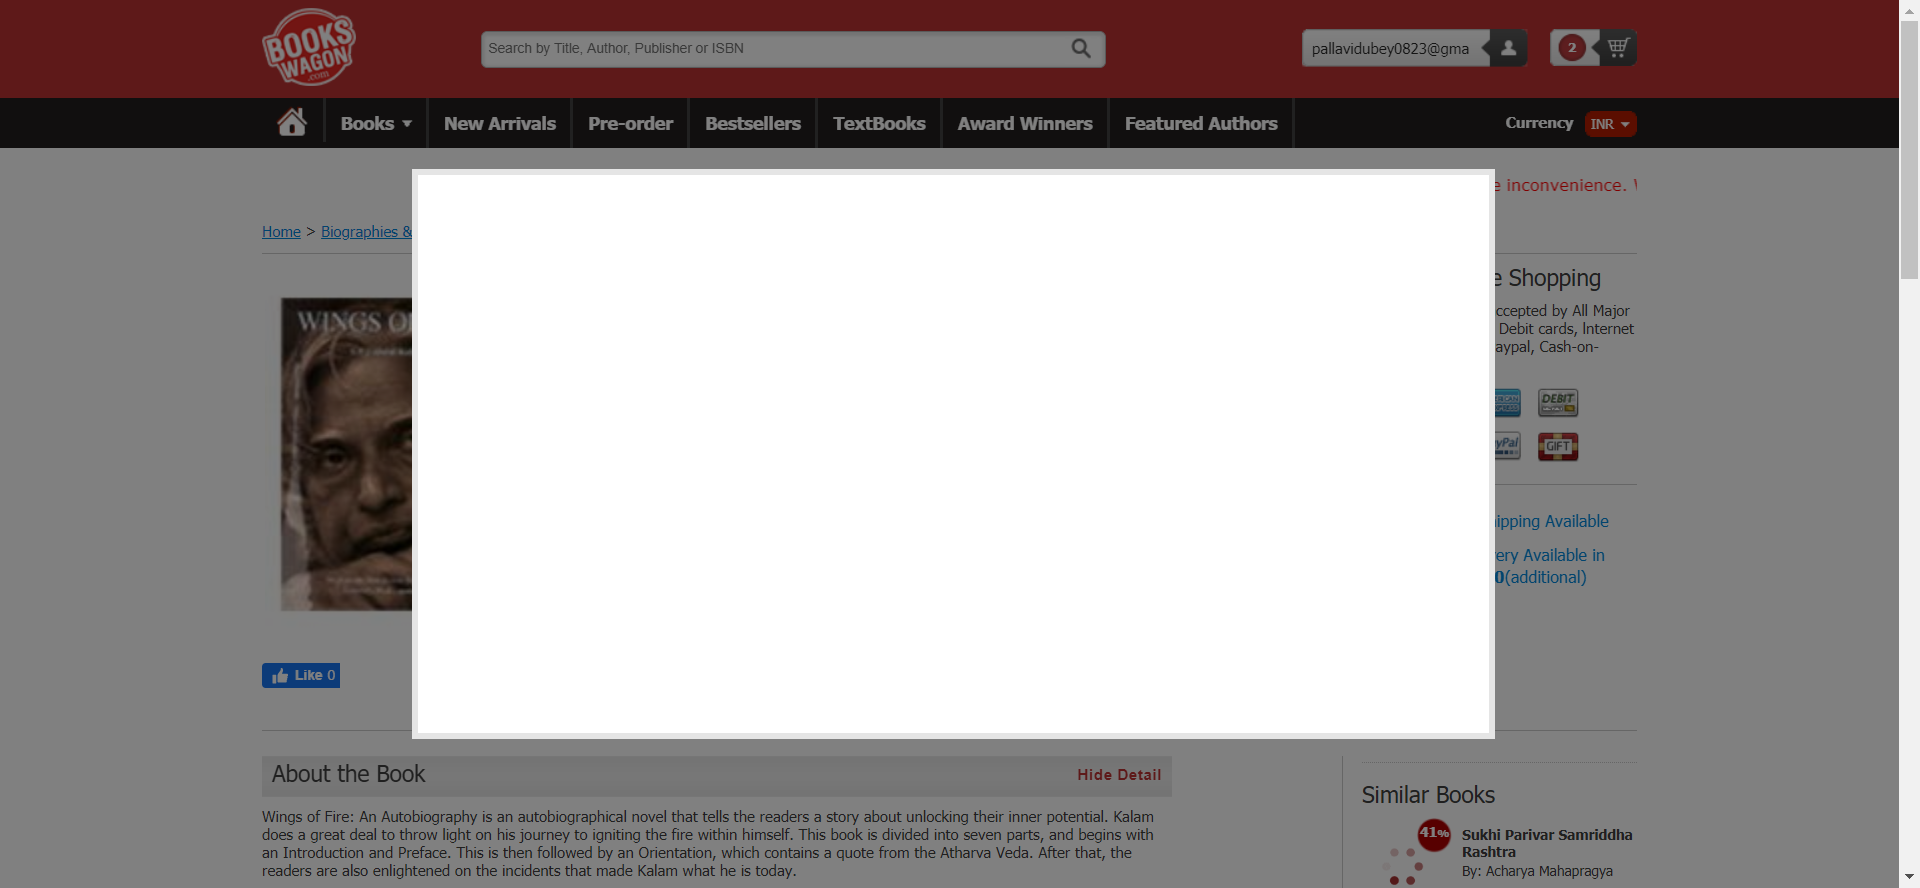 BOOKS
WAGON
.com
Search by Title, Author, Publisher or ISBN
pallavidubey0823@gma
2
Books
New Arrivals
Pre-order
Bestsellers
TextBooks
Award Winners
Featured Authors
Currency
INR
e inconvenience.
Home > Biographies &
e Shopping
ccepted by All Major
Debit cards, Internet
aypal, Cash-on-
WINGS O
DEBIT
yPal
GIFT
ipping Available
ery Available in
0(additional)
Like 0
About the Book
Hide Detail
Wings of Fire: An Autobiography is an autobiographical novel that tells the readers a story about unlocking their inner potential. Kalam
does a great deal to throw light on his journey to igniting the fire within himself. This book is divided into seven parts, and begins with
an Introduction and Preface. This is then followed by an Orientation, which contains a quote from the Atharva Veda. After that, the
readers are also enlightened on the incidents that made Kalam what he is today.
Similar Books
41%
Sukhi Parivar Samriddha
Rashtra
By: Acharya Mahapragya